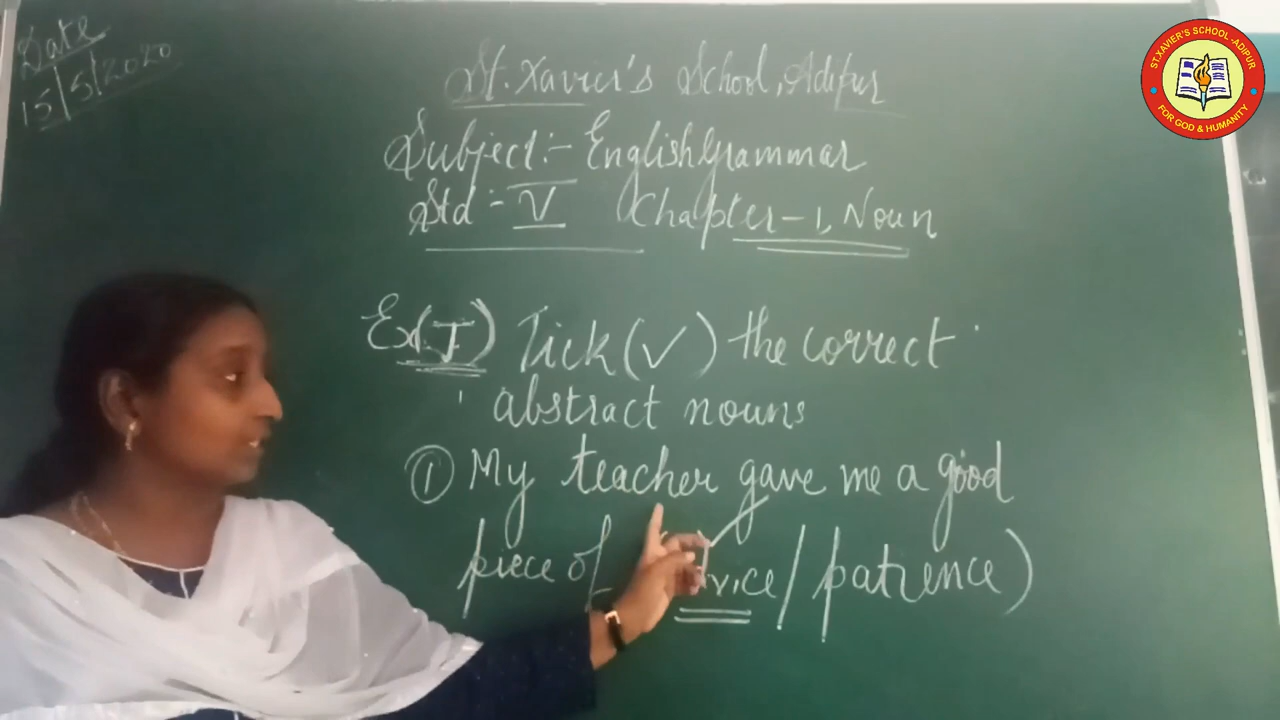 Date
15/5/2020
St. Xavier's School, Adipur
Subject:- English Grammar
Std:- V Chapter-1, Noun
Ex(I) Tick (✓) the correct
abstract nouns
① My teacher gave me a good
piece of / patience)
ST.XAVIER'S SCHOOL-ADIPUR
FOR GOD & HUMANITY